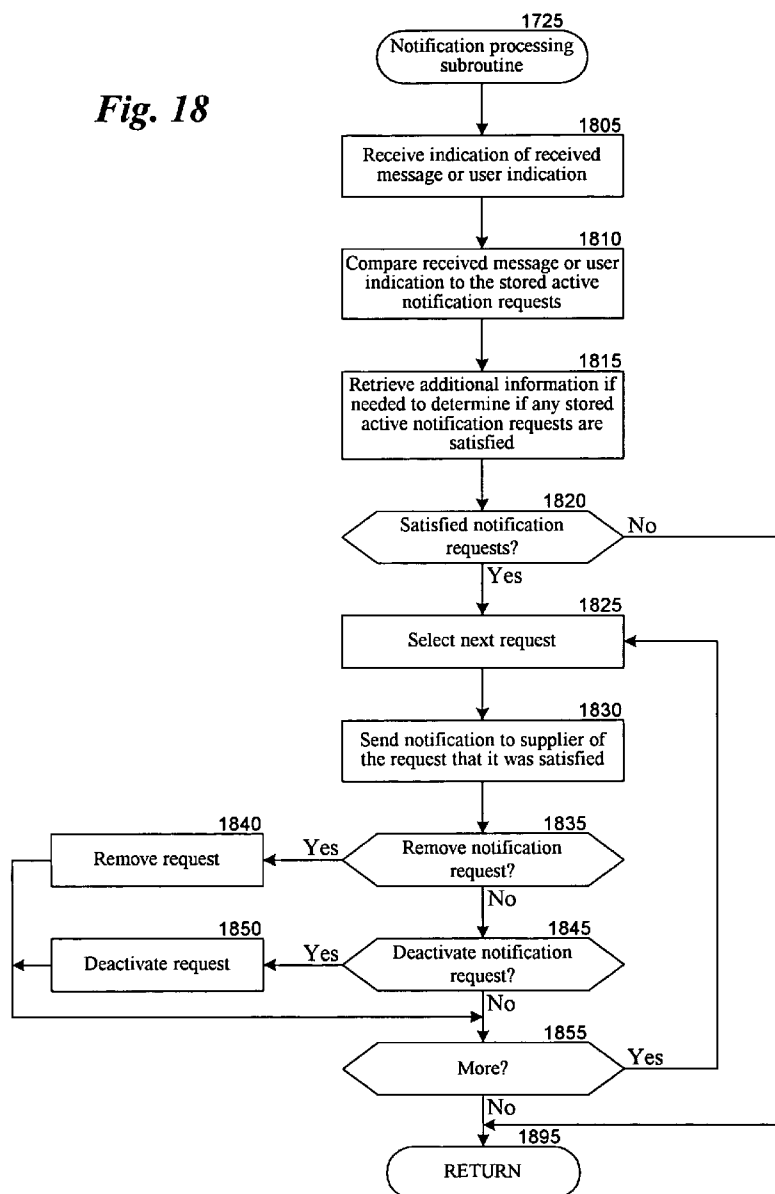 Fig. 18
1725
Notification processing
subroutine
1805
Receive indication of received
message or user indication
1810
Compare received message or user
indication to the stored active
notification requests
1815
Retrieve additional information if
needed to determine if any stored
active notification requests are
satisfied
1820
Satisfied notification
requests?
No
Yes
1825
Select next request
1830
Send notification to supplier of
the request that it was satisfied
1835
Remove notification
request?
Yes
1840
Remove request
No
1845
Deactivate notification
request?
Yes
1850
Deactivate request
No
1855
More?
Yes
No
1895
RETURN